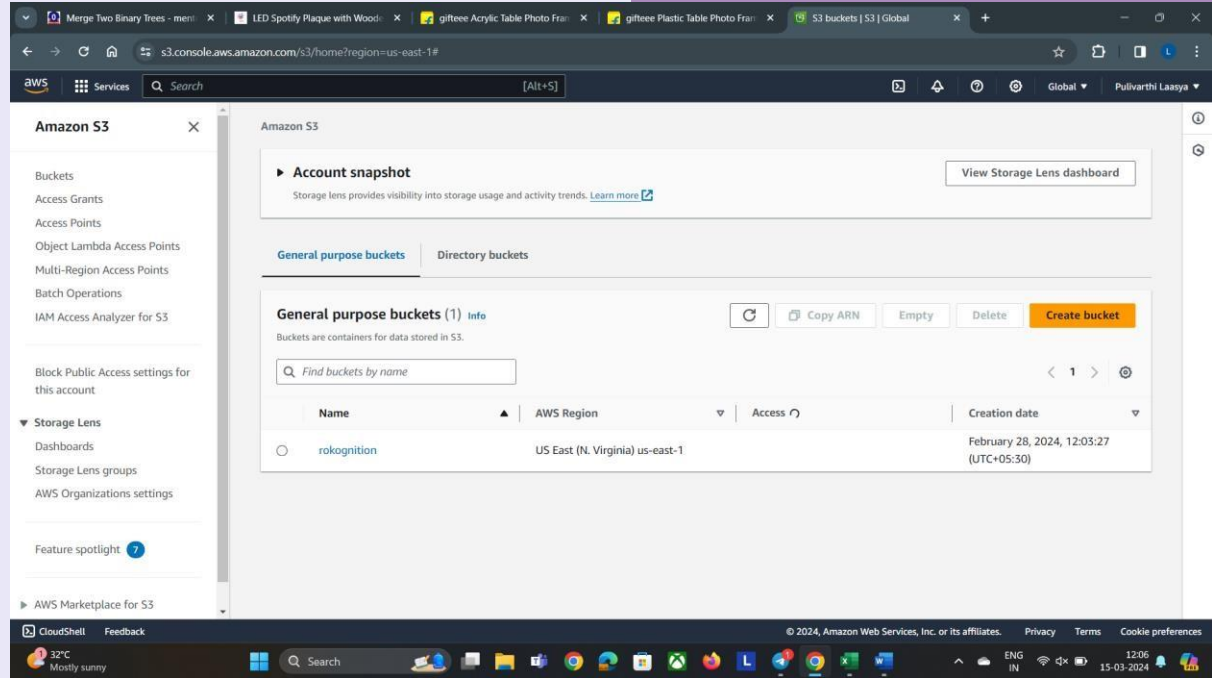 Merge Two Binary Trees - ment
LED Spotify Plaque with Woode
gifteee Acrylic Table Photo Fran
gifteee Plastic Table Photo Fram
S3 buckets | S3 | Global
s3.console.aws.amazon.com/s3/home?region=us-east-1#
L
aws
Services
Search
[Alt+S]
Global
Pulivarthi Laasya
Amazon S3
Buckets
Access Grants
Access Points
Object Lambda Access Points
Multi-Region Access Points
Batch Operations
IAM Access Analyzer for S3
Block Public Access settings for
this account
Storage Lens
Dashboards
Storage Lens groups
AWS Organizations settings
Feature spotlight 7
AWS Marketplace for S3
Amazon S3
Account snapshot
Storage lens provides visibility into storage usage and activity trends. Learn more
View Storage Lens dashboard
General purpose buckets
Directory buckets
General purpose buckets (1) Info
Buckets are containers for data stored in S3.
Copy ARN
Empty
Delete
Create bucket
Find buckets by name
1
Name
AWS Region
Access
Creation date
rokognition
US East (N. Virginia) us-east-1
February 28, 2024, 12:03:27
(UTC+05:30)
CloudShell
Feedback
© 2024, Amazon Web Services, Inc. or its affiliates.
Privacy
Terms
Cookie preferences
1
32°C
Mostly sunny
Search
L
ENG
IN
12:06
15-03-2024